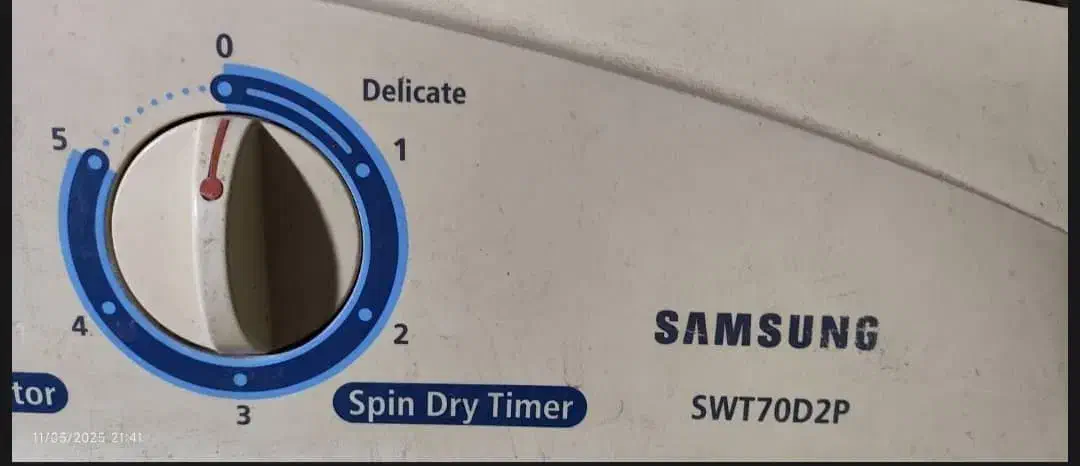 0
Delicate
5
1
4
2
SAMSUNG
tor
Spin Dry Timer
SWT70D2P
3
11/05/2025 21:41